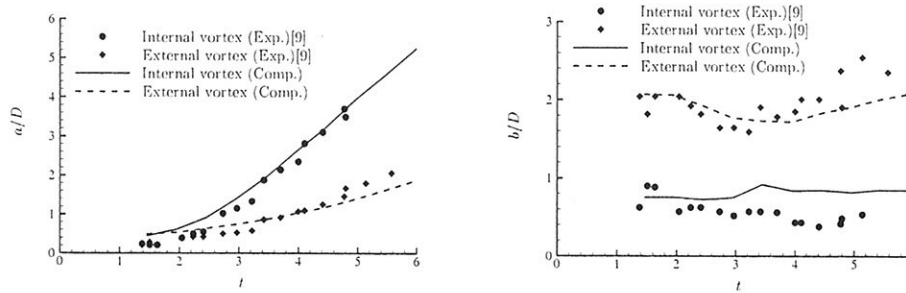 6
5
4
3
2
1
0
a/D
Internal vortex (Exp.)[9]
External vortex (Exp.)[9]
Internal vortex (Comp.)
External vortex (Comp.)
0 1 2 3 4 5 6
t
3
2
1
0
b/D
Internal vortex (Exp.)[9]
External vortex (Exp.)[9]
Internal vortex (Comp.)
External vortex (Comp.)
0 1 2 3 4 5
t